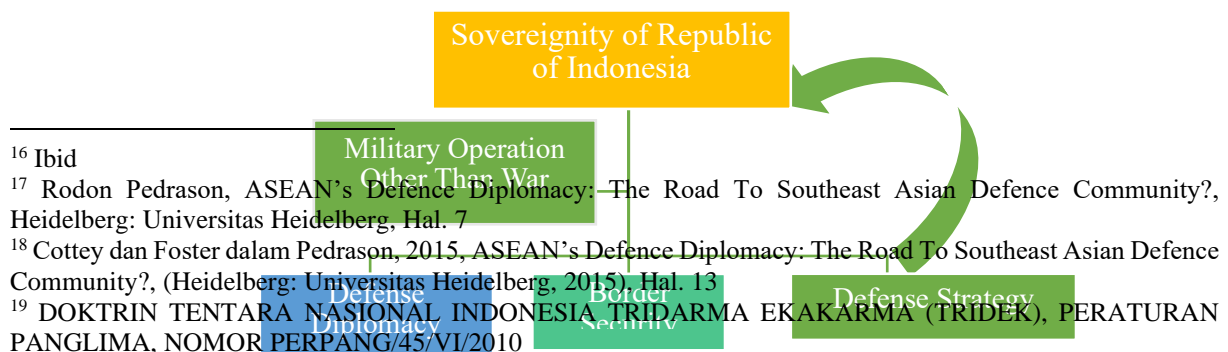 Sovereignity of Republic
of Indonesia
Military Operation
Other Than War
16 Ibid
17 Rodon Pedrason, ASEAN's Defence Diplomacy: The Road To Southeast Asian Defence Community?,
Heidelberg: Universitas Heidelberg, Hal. 7
18 Cottey dan Foster dalam Pedrason, 2015, ASEAN's Defence Diplomacy: The Road To Southeast Asian Defence
Community?, (Heidelberg: Universitas Heidelberg, 2015), Hal. 13
19 DOKTRIN TENTARA NASIONAL INDONESIA TRIDARMA EKAKARMA (TRIDEK), PERATURAN
PANGLIMA, NOMOR PERPANG/45/VI/2010
Defense
Diplomacy
Border
Security
Defense Strategy